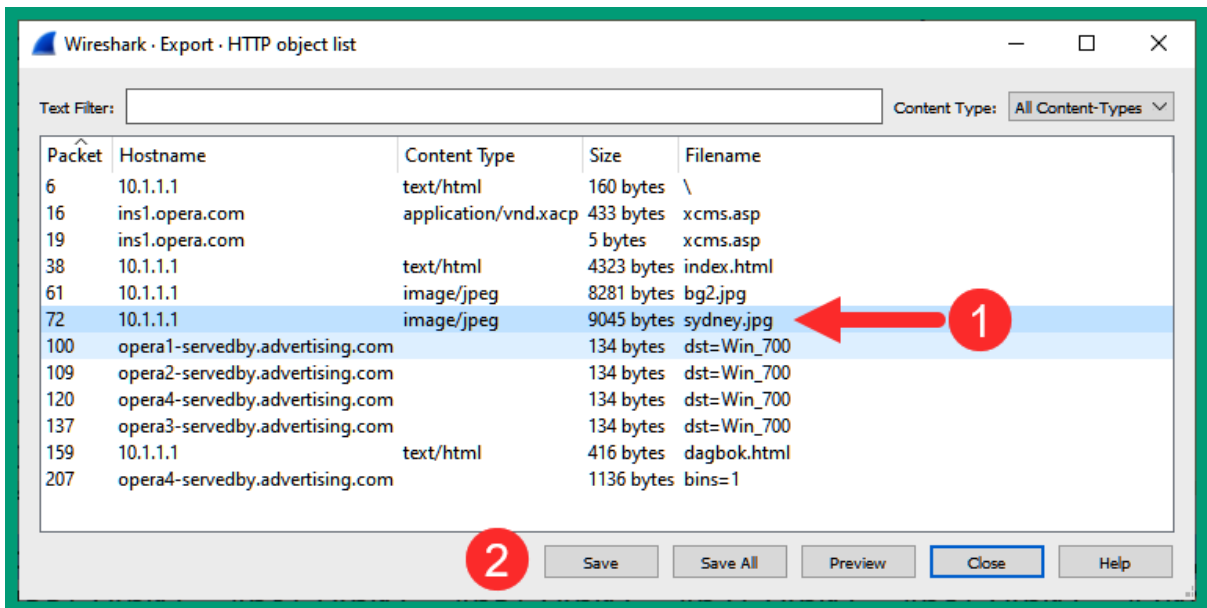 Wireshark · Export · HTTP object list
Text Filter: Content Type: All Content-Types
Packet Hostname Content Type Size Filename
6 10.1.1.1 text/html 160 bytes \
16 ins1.opera.com application/vnd.xacp 433 bytes xcms.asp
19 ins1.opera.com 5 bytes xcms.asp
38 10.1.1.1 text/html 4323 bytes index.html
61 10.1.1.1 image/jpeg 8281 bytes bg2.jpg
72 10.1.1.1 image/jpeg 9045 bytes sydney.jpg 1
100 opera1-servedby.advertising.com 134 bytes dst=Win_700
109 opera2-servedby.advertising.com 134 bytes dst=Win_700
120 opera4-servedby.advertising.com 134 bytes dst=Win_700
137 opera3-servedby.advertising.com 134 bytes dst=Win_700
159 10.1.1.1 text/html 416 bytes dagbok.html
207 opera4-servedby.advertising.com 1136 bytes bins=1
2 Save Save All Preview Close Help